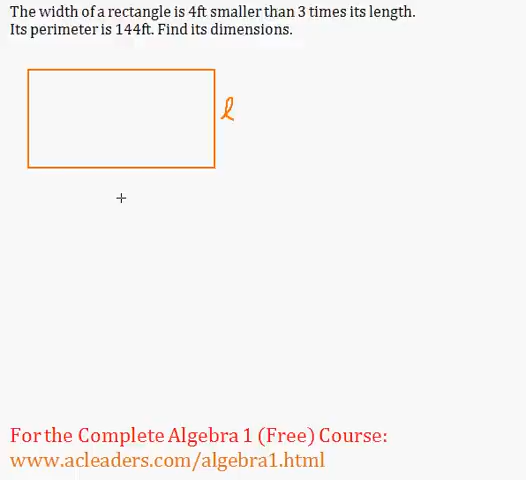 The width of a rectangle is 4ft smaller than 3 times its length.
Its perimeter is 144ft. Find its dimensions.
l
For the Complete Algebra 1 (Free) Course:
www.acleaders.com/algebra1.html